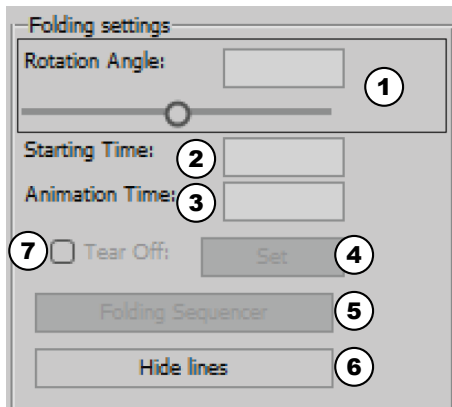 Folding settings
Rotation Angle:
1
Starting Time: 2
Animation Time: 3
7 Tear Off: Set 4
Folding Sequencer 5
Hide lines 6